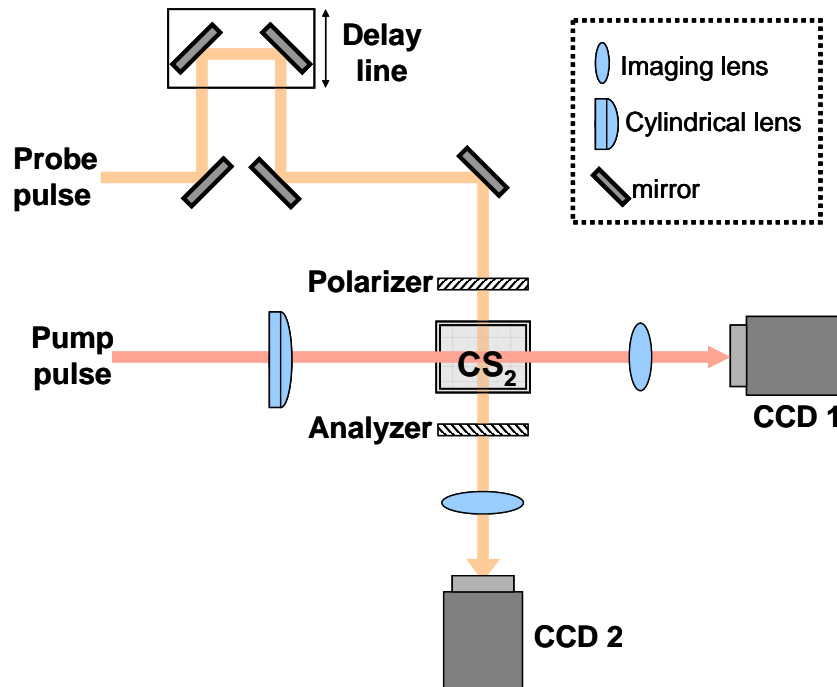 Delay
line
Imaging lens
Cylindrical lens
mirror
Probe
pulse
Polarizer
Pump
pulse
CS₂
CCD 1
Analyzer
CCD 2